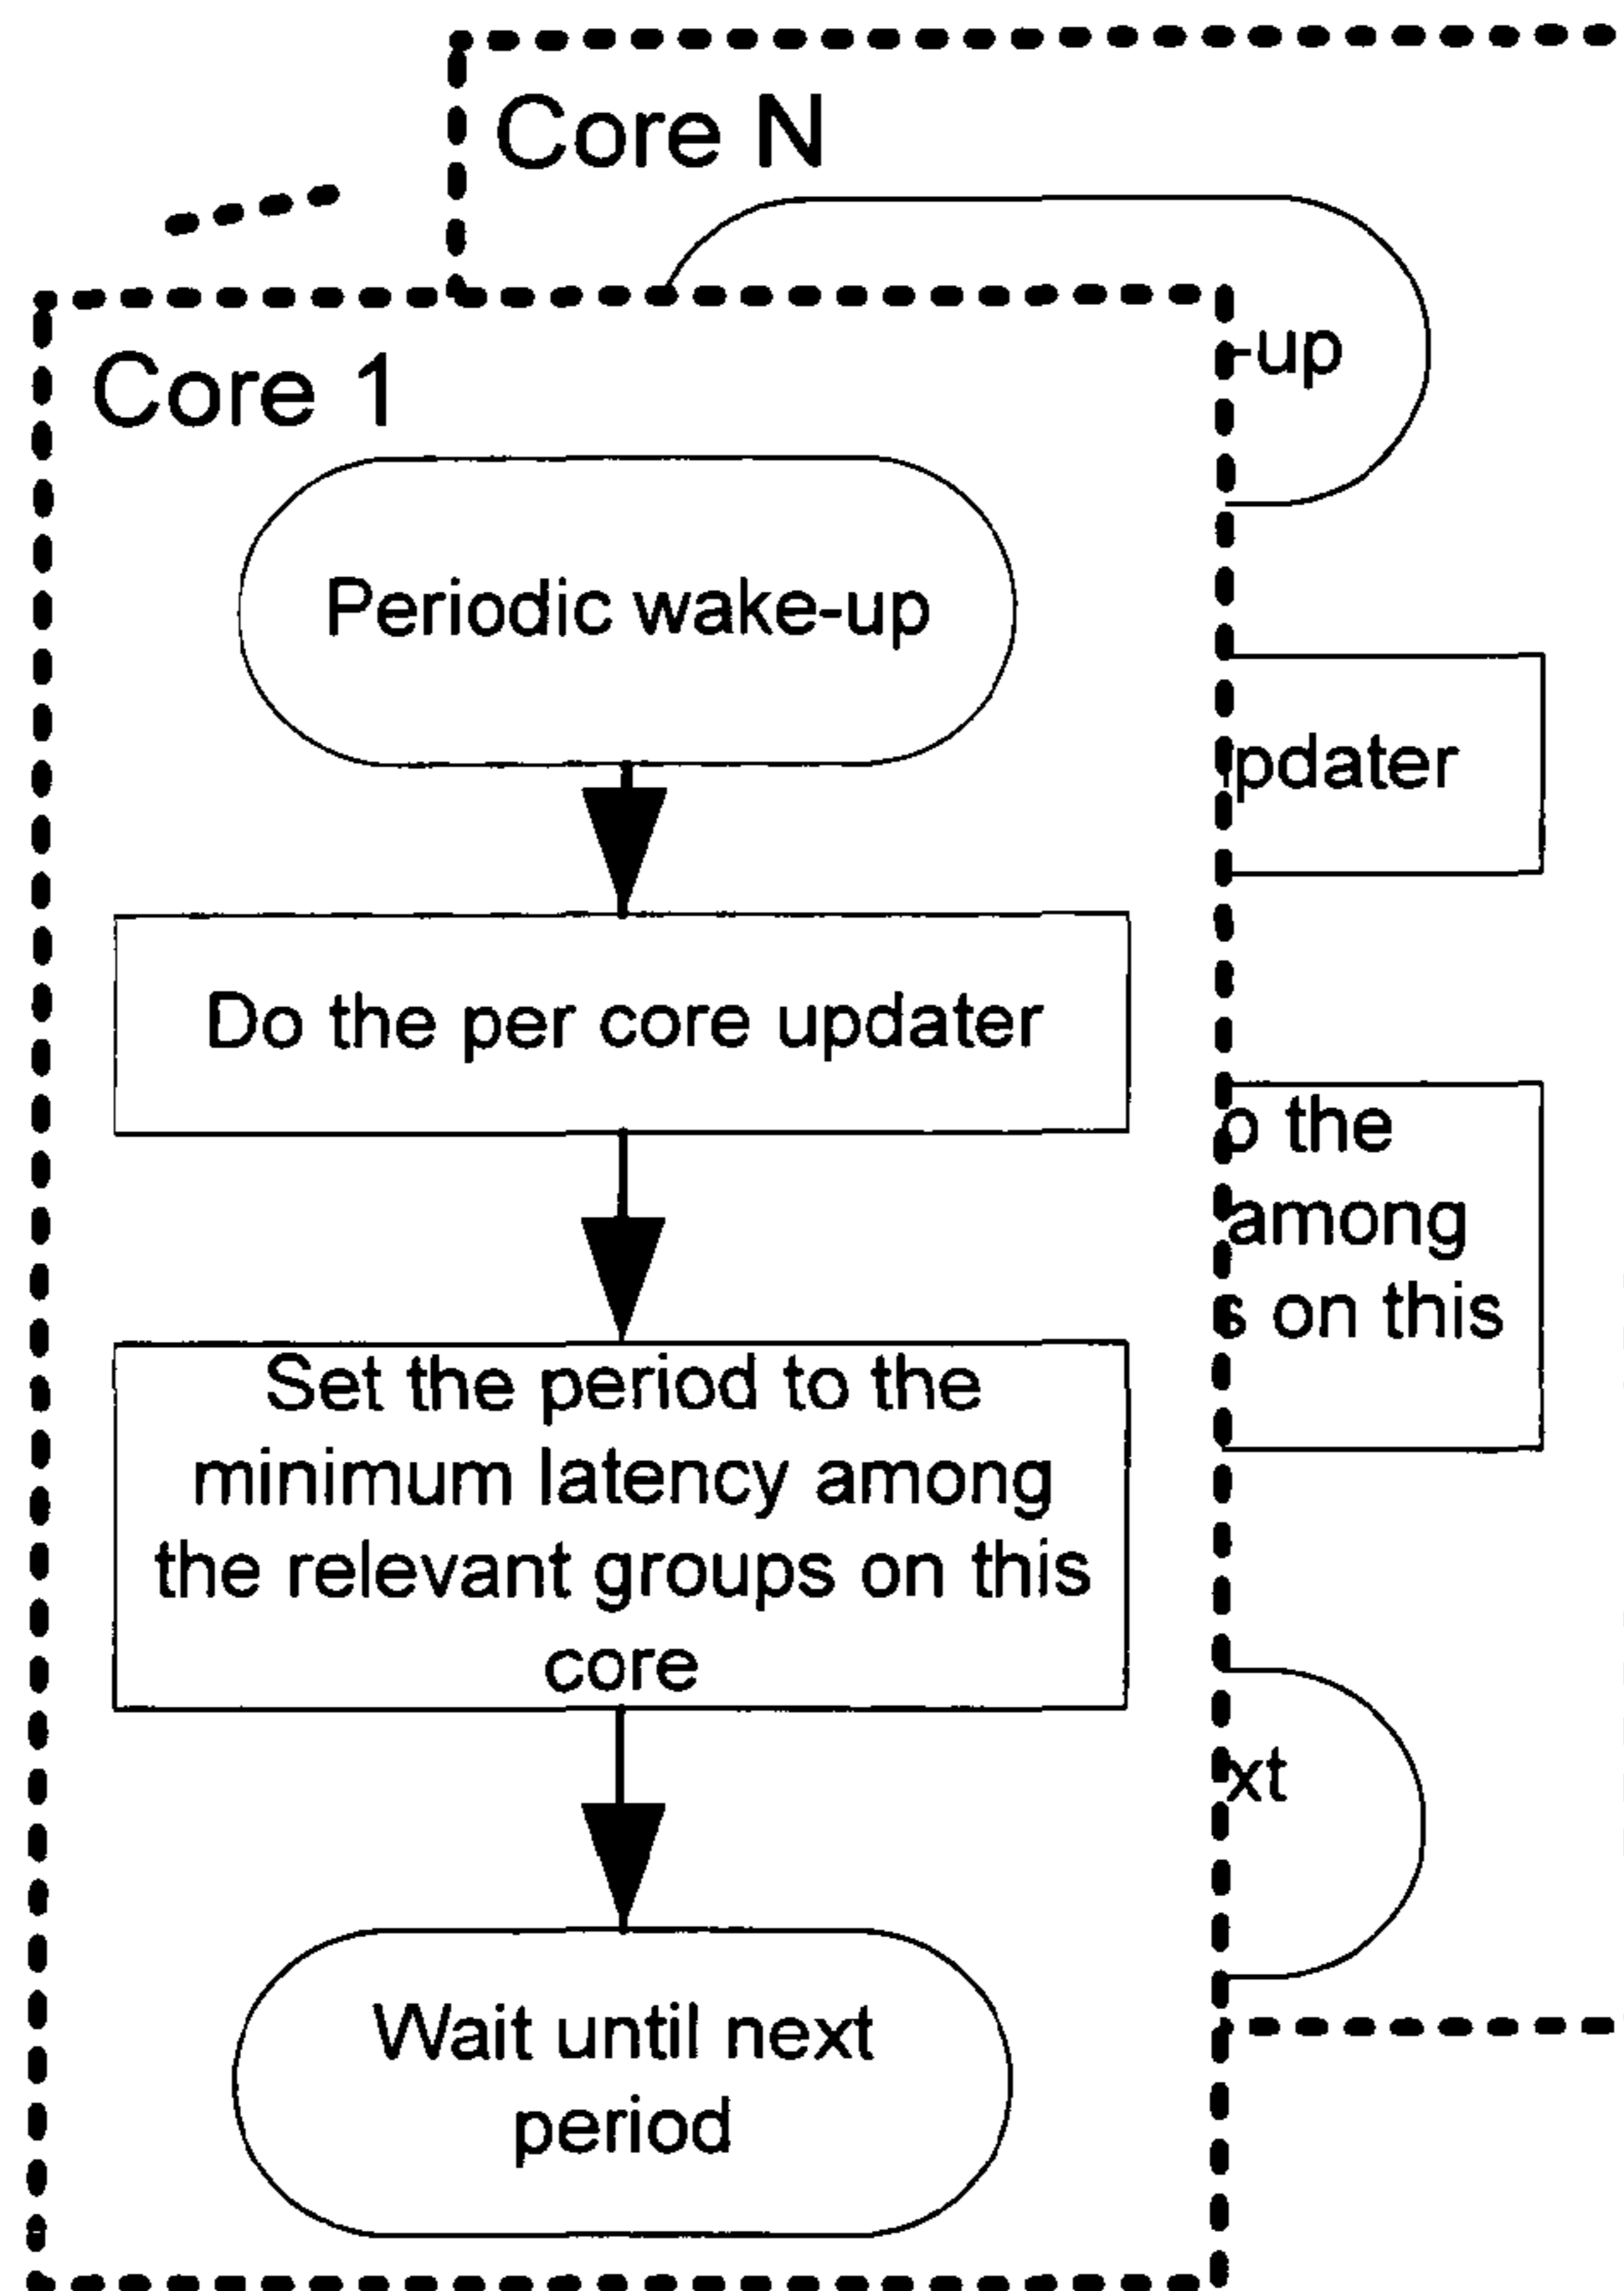 Core N
-up
pdater
o the
among
s on this
xt
Core 1
Periodic wake-up
Do the per core updater
Set the period to the
minimum latency among
the relevant groups on this
core
Wait until next
period